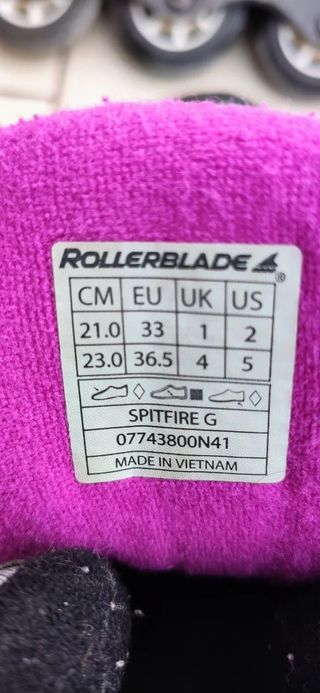 ROLLERBLADE ®
CM EU UK US
21.0 33 1 2
23.0 36.5 4 5
SPITFIRE G
07743800N41
MADE IN VIETNAM